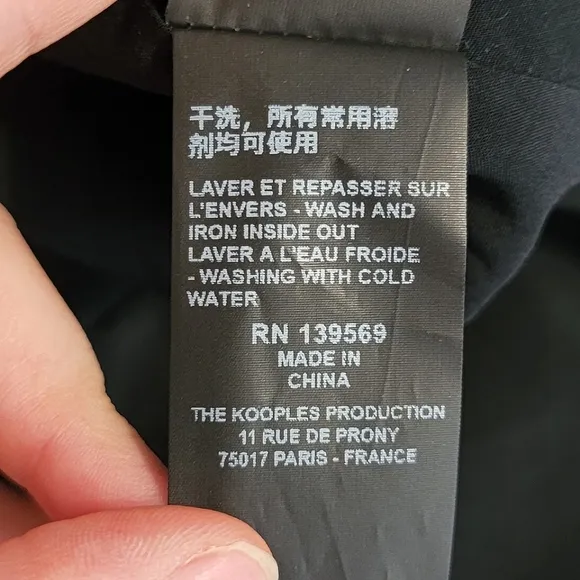 干洗，所有常用溶
剂均可使用
LAVER ET REPASSER SUR
L'ENVERS - WASH AND
IRON INSIDE OUT
LAVER A L'EAU FROIDE
- WASHING WITH COLD
WATER
RN 139569
MADE IN
CHINA
THE KOOPLES PRODUCTION
11 RUE DE PRONY
75017 PARIS - FRANCE